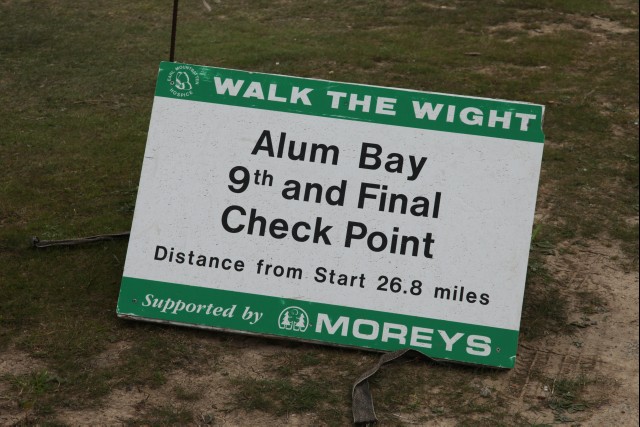 WALK THE WIGHT
Alum Bay
9th and Final
Check Point
Distance from Start 26.8 miles
Supported by MOREYS